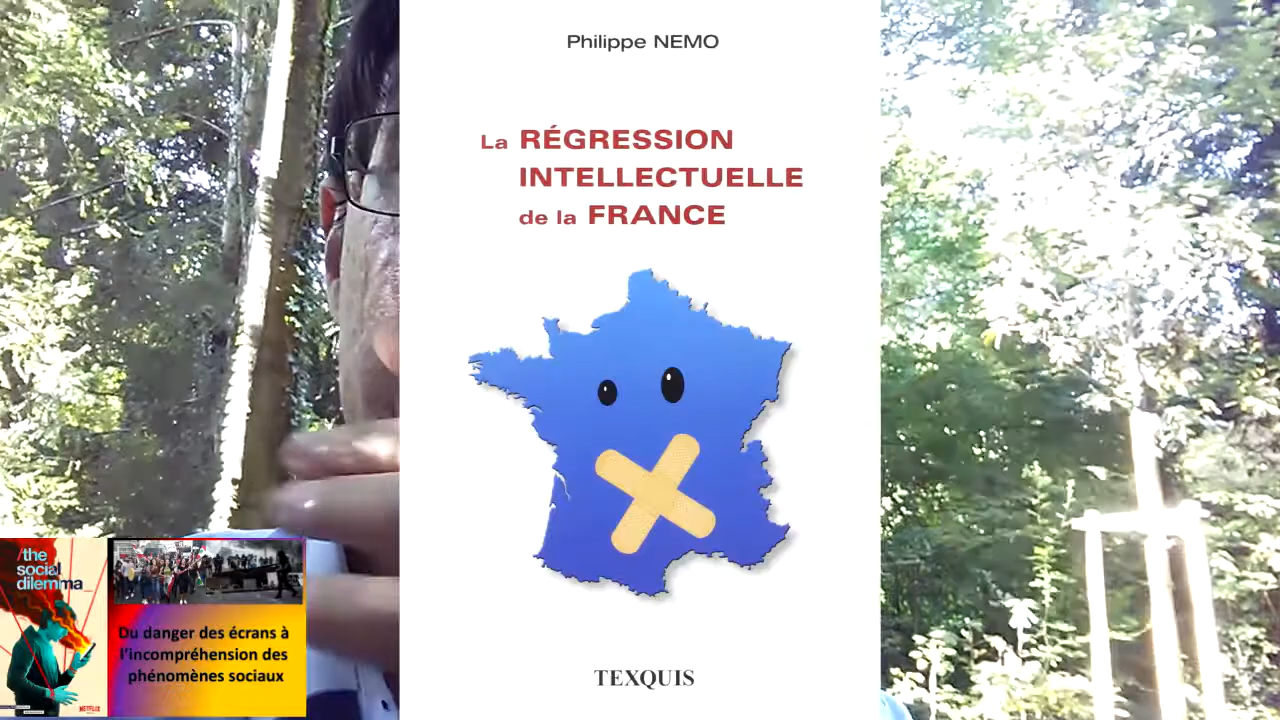 Philippe NEMO
La RÉGRESSION
INTELLECTUELLE
de la FRANCE
TEXQUIS
the
social
dilemma_
NETFLIX
Du danger des écrans à
l'incompréhension des
phénomènes sociaux